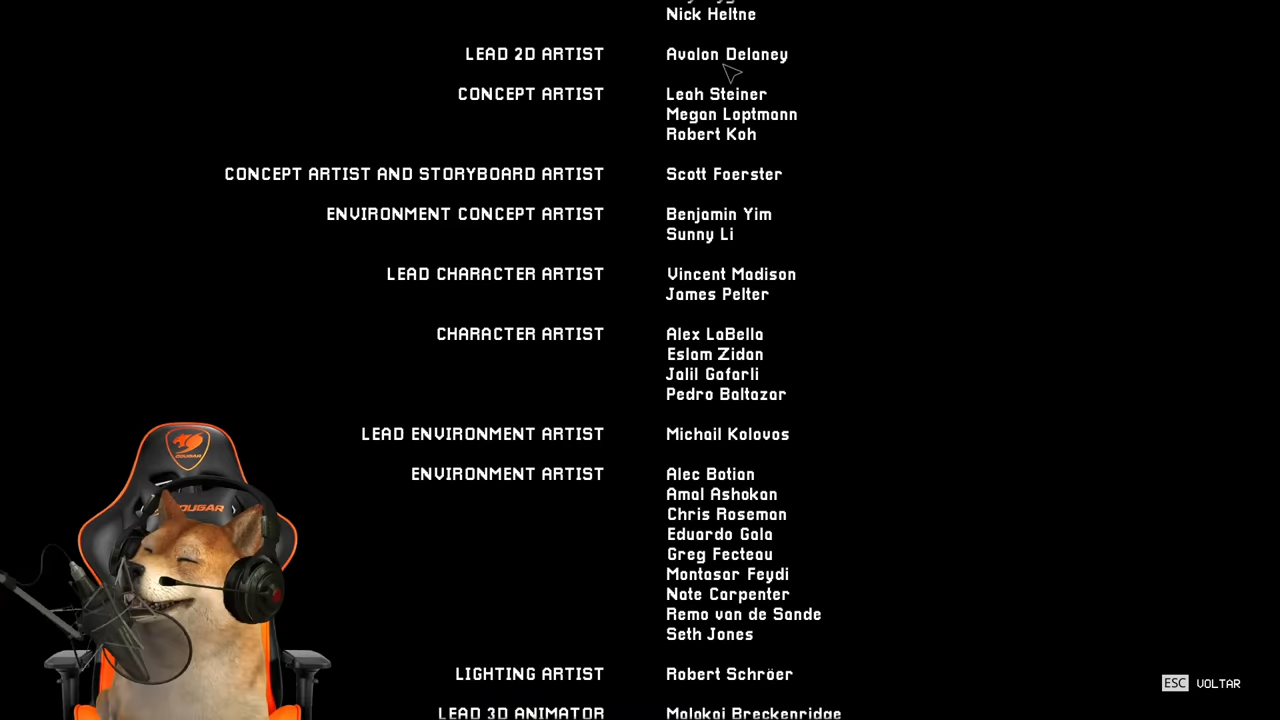 Nick Heltne
LEAD 2D ARTIST Avalon Delaney
CONCEPT ARTIST Leah Steiner
Megan Loptmann
Robert Koh
CONCEPT ARTIST AND STORYBOARD ARTIST Scott Foerster
ENVIRONMENT CONCEPT ARTIST Benjamin Yim
Sunny Li
LEAD CHARACTER ARTIST Vincent Madison
James Pelter
CHARACTER ARTIST Alex LaBella
Eslam Zidan
Jalil Gafarli
Pedro Baltazar
LEAD ENVIRONMENT ARTIST Michail Kolovos
ENVIRONMENT ARTIST Alec Botian
Amal Ashokan
Chris Roseman
Eduardo Gala
Greg Fecteau
Montasar Feydi
Nate Carpenter
Remo van de Sande
Seth Jones
LIGHTING ARTIST Robert Schröer
LEAD 3D ANIMATOR Molokai Breckenridge
COUGAR
COUGAR
ESC VOLTAR